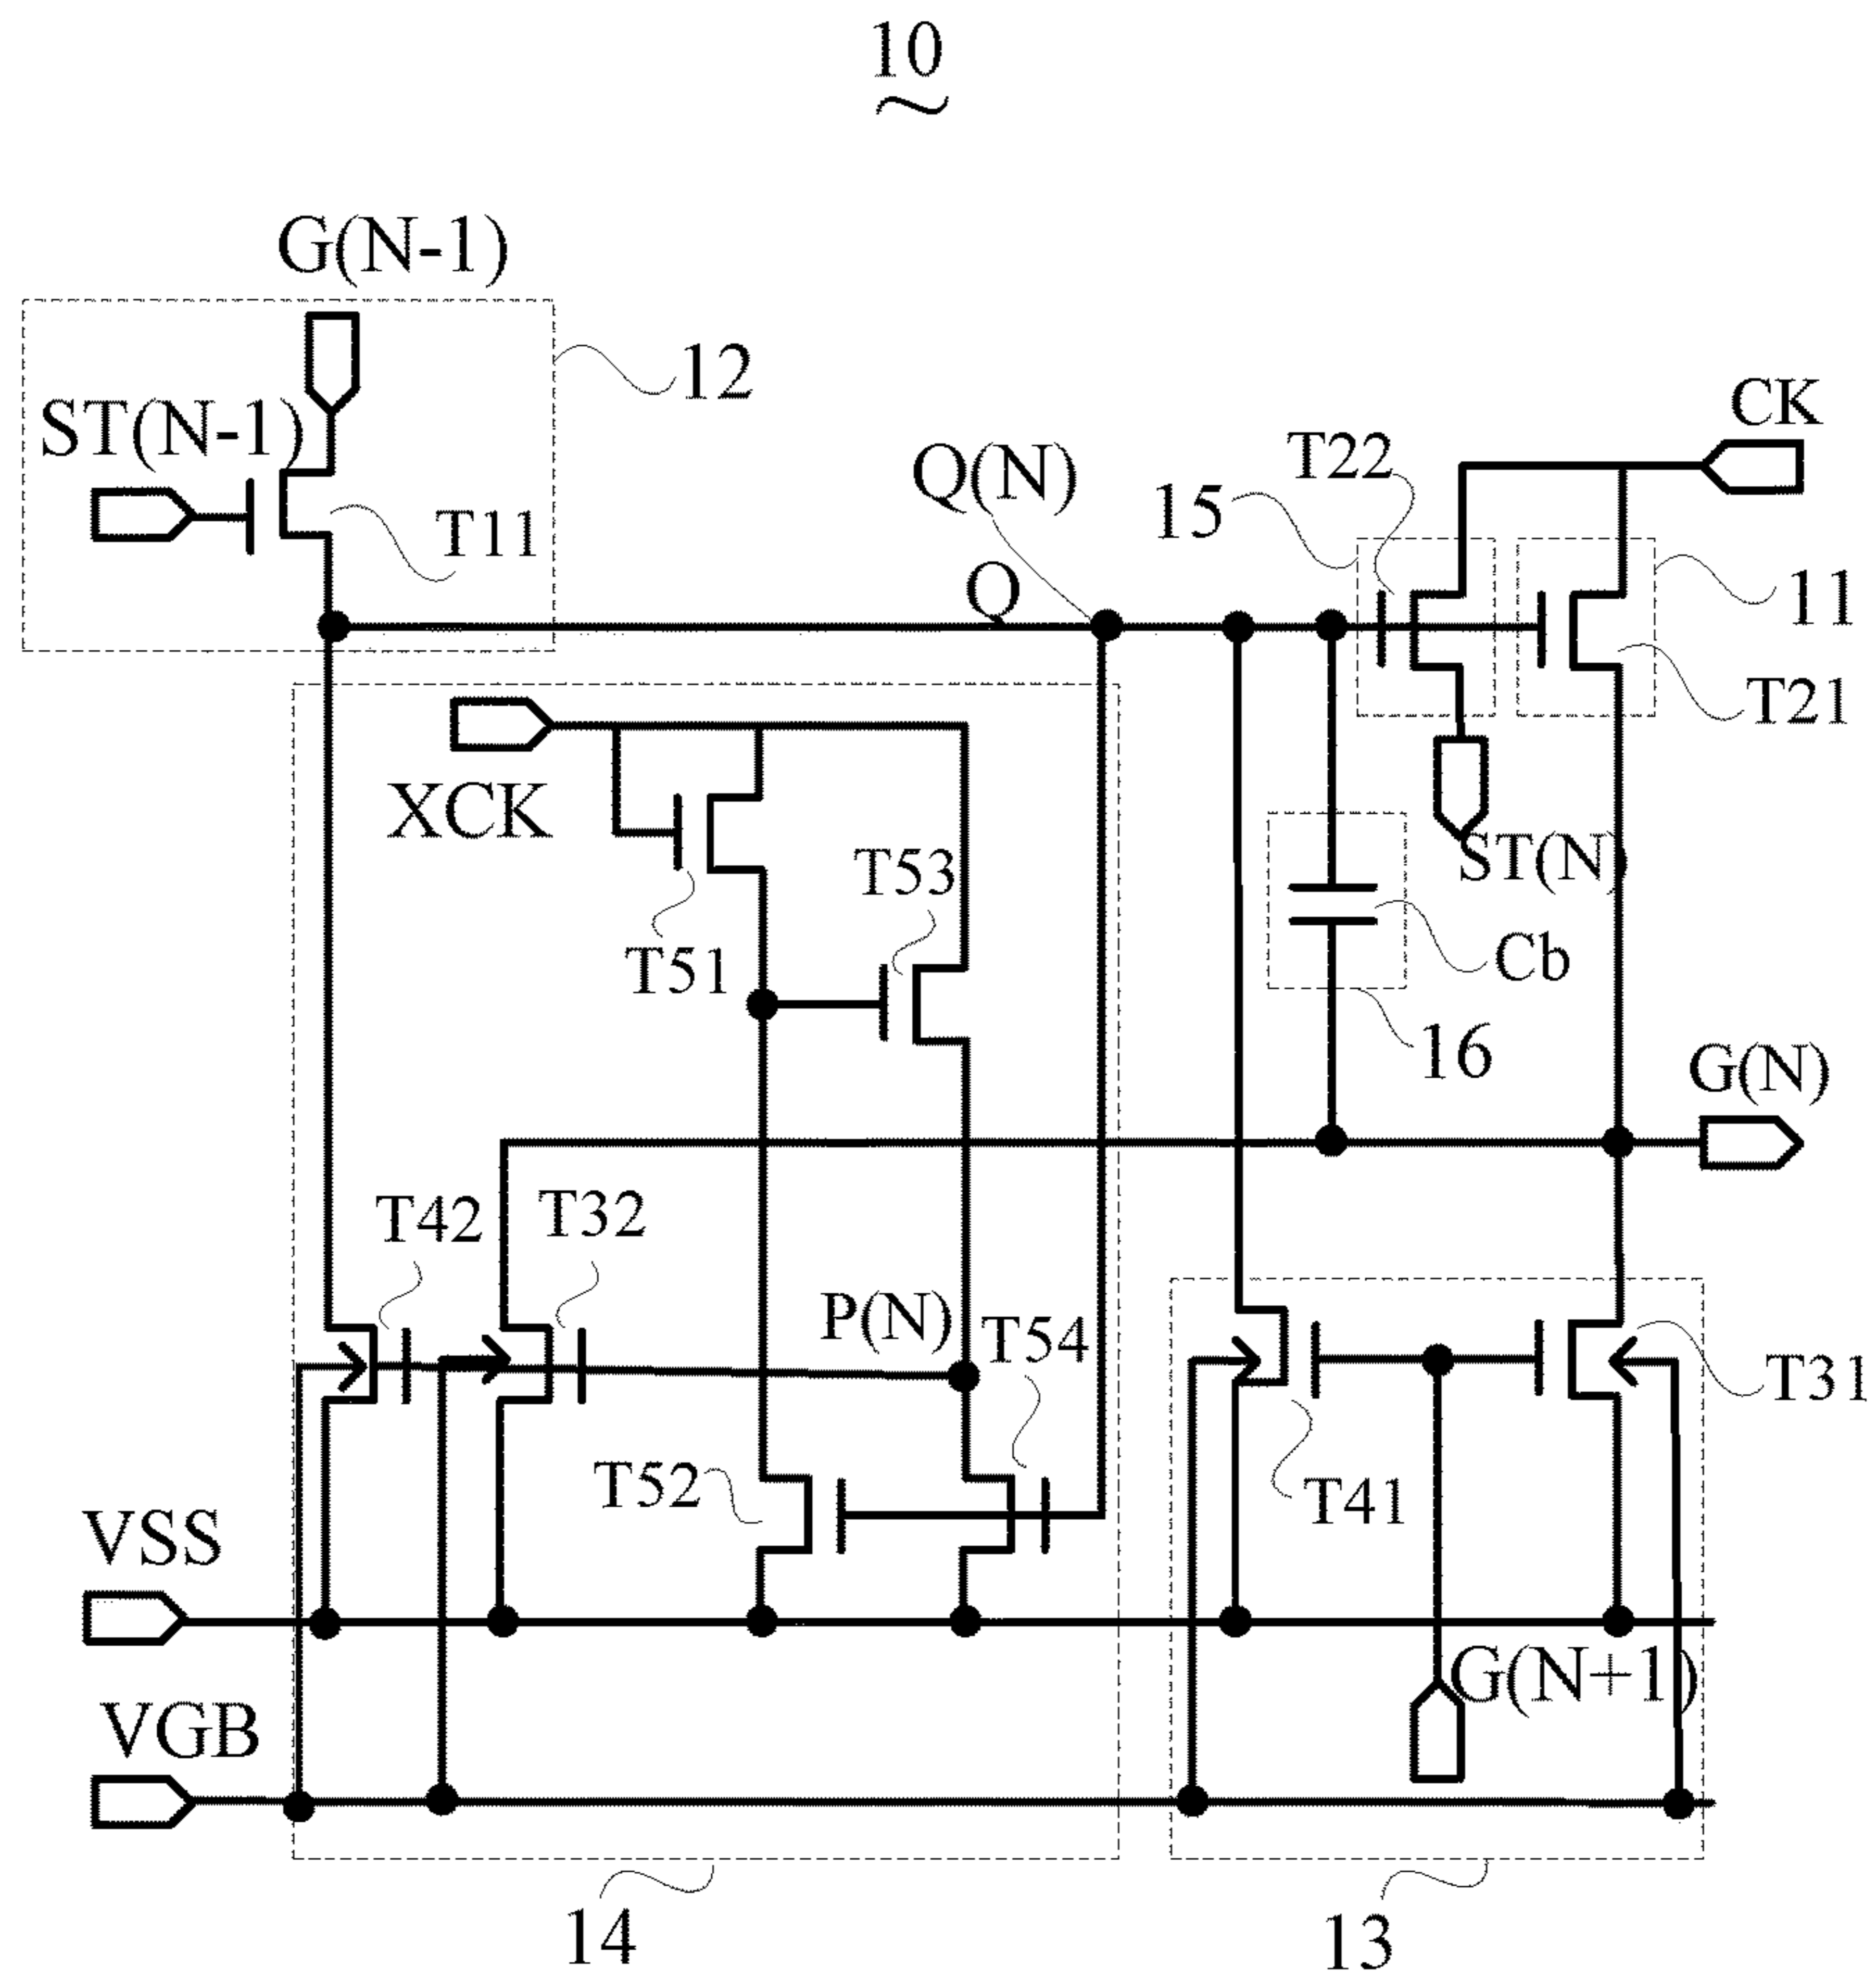 10
G(N-1)
12
ST(N-1)
T11
CK
T22
Q(N)
15
Q
11
T21
XCK
T53
ST(N)
T51
Cb
16
G(N)
T42
T32
P(N)
T54
T31
T52
T41
VSS
G(N+1)
VGB
14
13